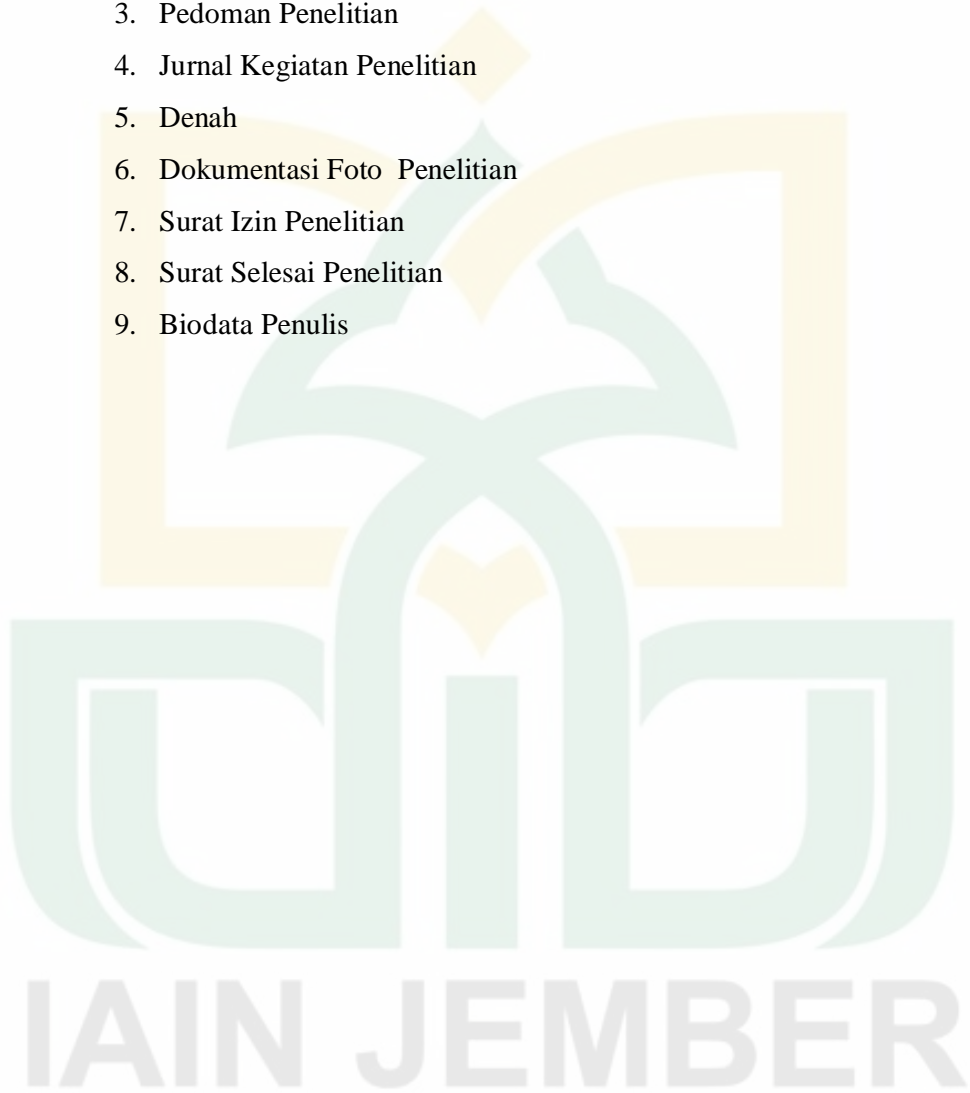 3. Pedoman Penelitian
4. Jurnal Kegiatan Penelitian
5. Denah
6. Dokumentasi Foto  Penelitian
7. Surat Izin Penelitian
8. Surat Selesai Penelitian
9. Biodata Penulis
IAIN JEMBER